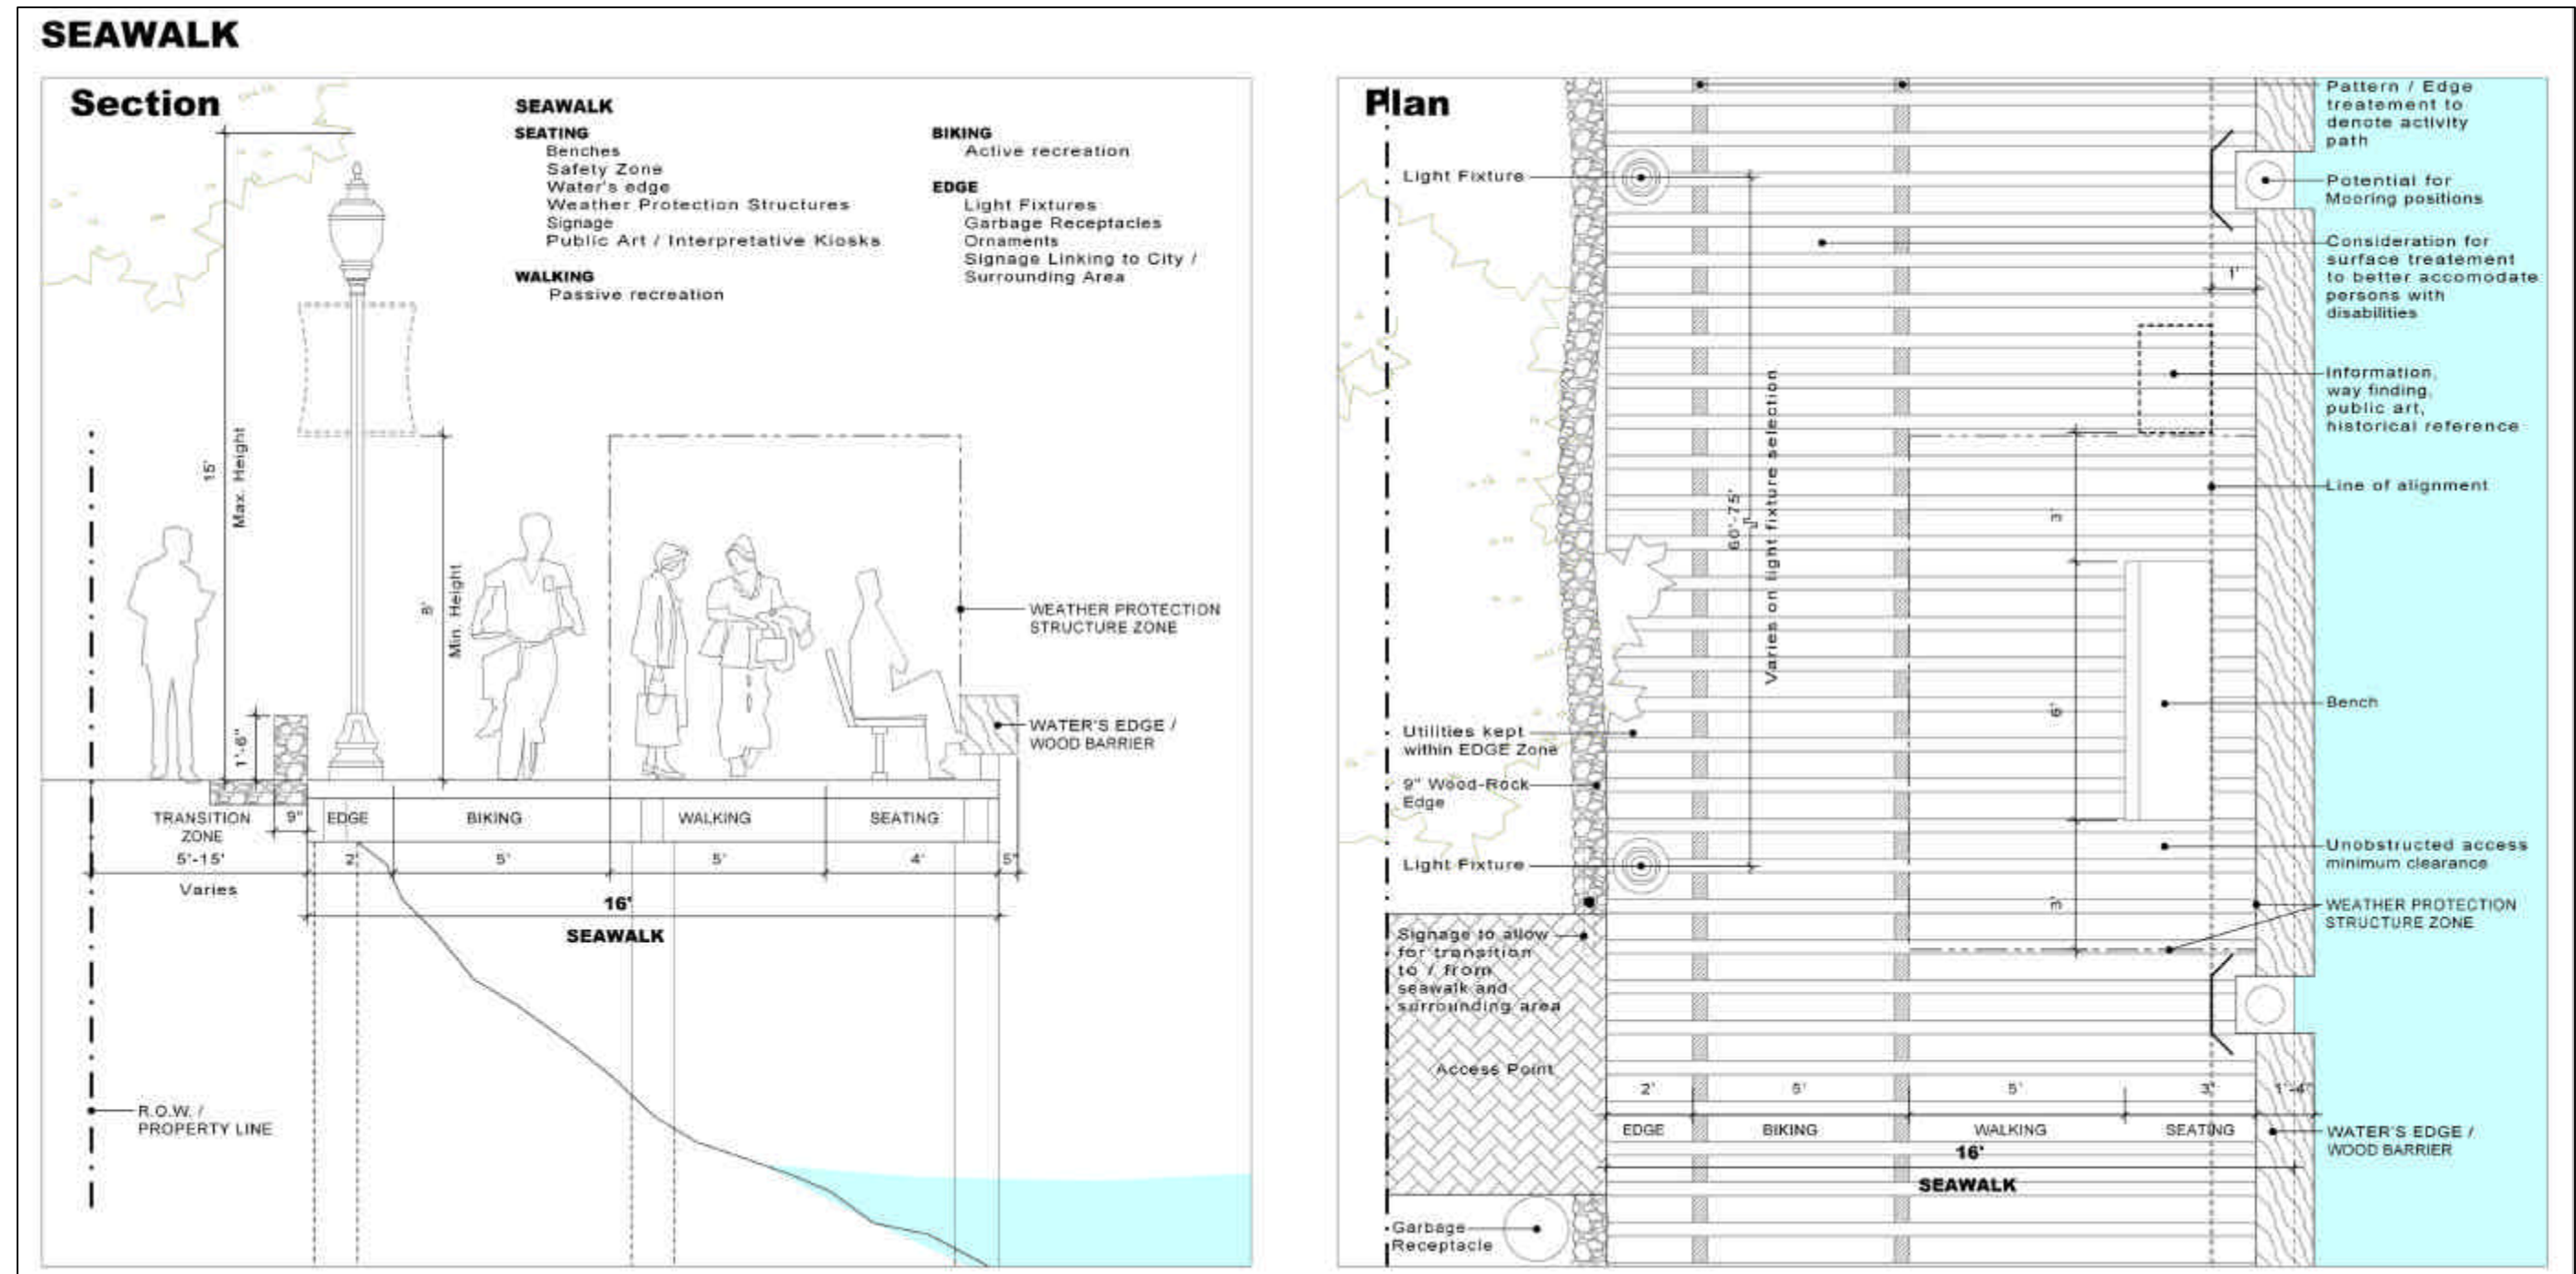 SEAWALK
Section
SEAWALK
SEATING
Benches
Safety Zone
Water's edge
Weather Protection Structures
Signage
Public Art / Interpretative Kiosks
WALKING
Passive recreation
BIKING
Active recreation
EDGE
Light Fixtures
Garbage Receptacles
Ornaments
Signage Linking to City /
Surrounding Area
15'
Max. Height
8'
Min. Height
1'-6"
WEATHER PROTECTION
STRUCTURE ZONE
WATER'S EDGE /
WOOD BARRIER
TRANSITION
ZONE
9"
EDGE
BIKING
WALKING
SEATING
5'-15'
2'
5'
5'
4'
5"
Varies
16'
SEAWALK
R.O.W. /
PROPERTY LINE
Plan
Light Fixture
60'-75'
Varies on light fixture selection
Utilities kept
within EDGE Zone
9" Wood-Rock
Edge
Light Fixture
Signage to allow
for transition
to / from
seawalk and
surrounding area
Access Point
Garbage
Receptacle
1'
3'
6'
3'
2'
5'
5'
3'
1'-4"
EDGE
BIKING
WALKING
SEATING
16'
SEAWALK
Pattern / Edge
treatement to
denote activity
path
Potential for
Mooring positions
Consideration for
surface treatement
to better accomodate
persons with
disabilities
Information,
way finding,
public art,
historical reference
Line of alignment
Bench
Unobstructed access
minimum clearance
WEATHER PROTECTION
STRUCTURE ZONE
WATER'S EDGE /
WOOD BARRIER